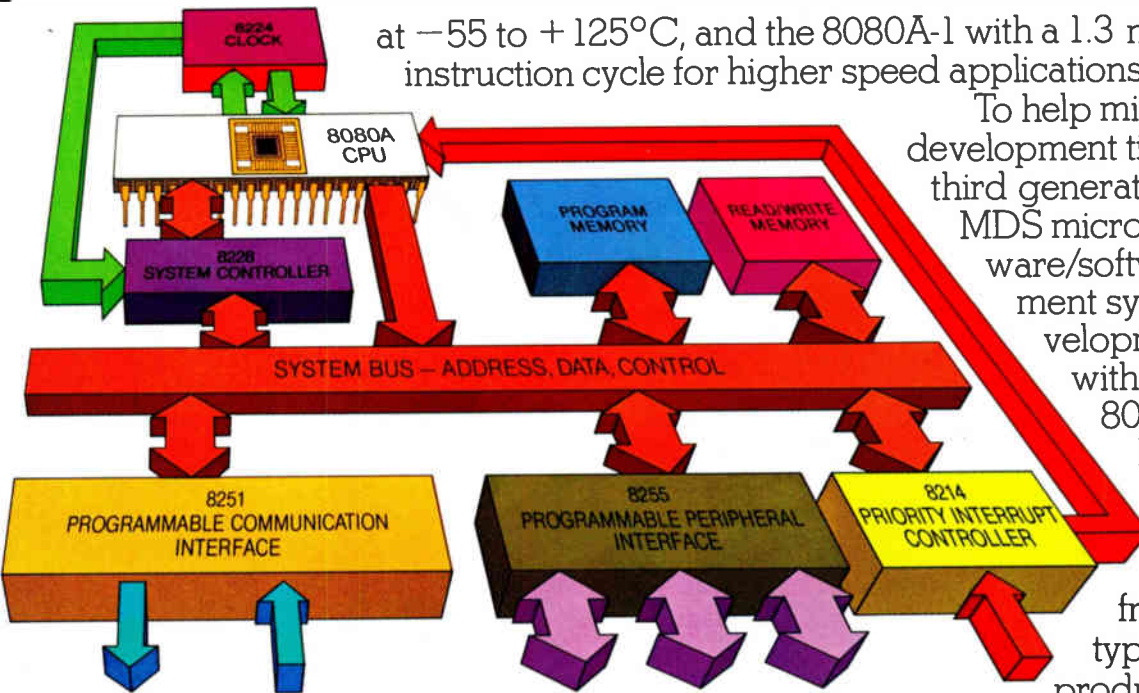 at −55 to +125°C, and the 8080A-1 with a 1.3
instruction cycle for higher speed applications
To help mi
development ti
third generat
MDS micro
ware/soft
ment sy
velopm
with
80
fr
typ
produ
8224
CLOCK
8080A
CPU
8228
SYSTEM CONTROLLER
PROGRAM
MEMORY
READ/WRITE
MEMORY
SYSTEM BUS – ADDRESS, DATA, CONTROL
8251
PROGRAMMABLE COMMUNICATION
INTERFACE
8255
PROGRAMMABLE PERIPHERAL
INTERFACE
8214
PRIORITY INTERRUPT
CONTROLLER